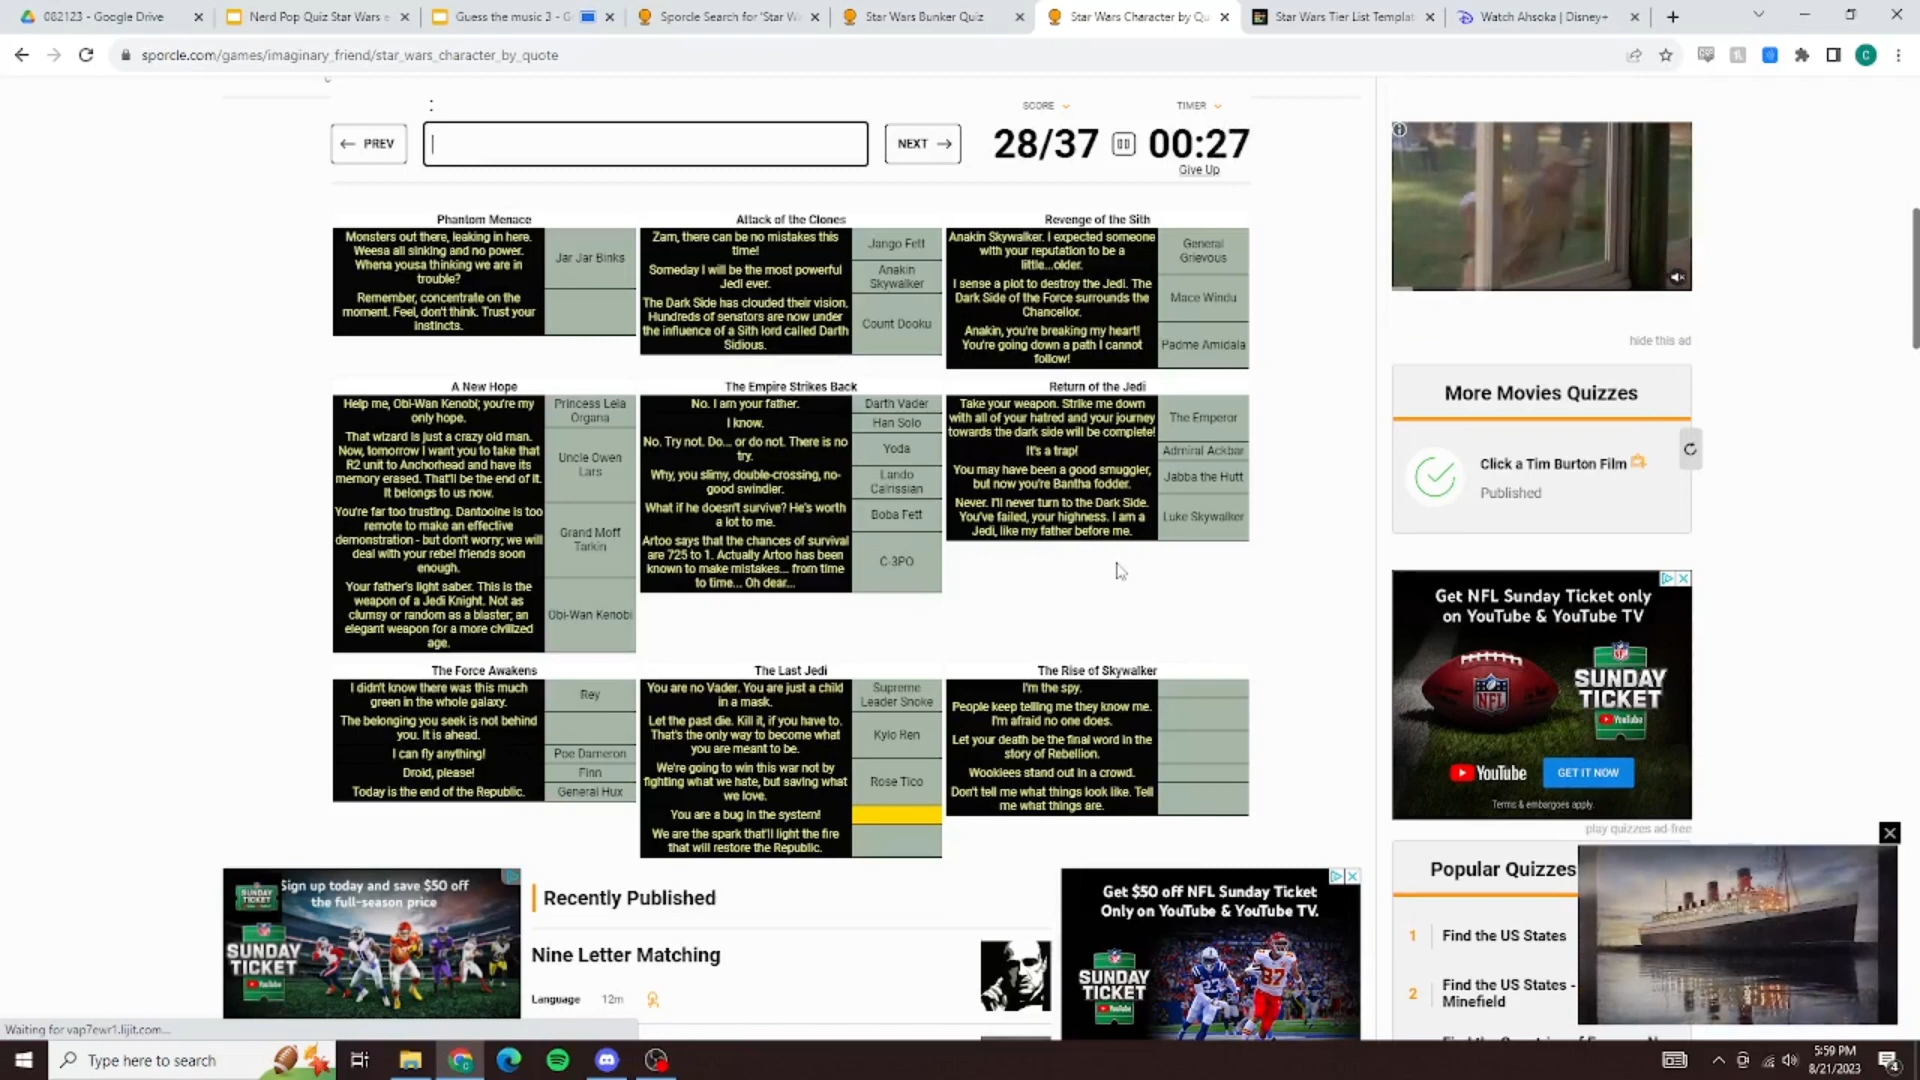 082123 - Google Drive
Nerd Pop Quiz Star Wars e
Guess the music 3 - G
Sporcle Search for 'Star W
Star Wars Bunker Quiz
Star Wars Character by Qu
Star Wars Tier List Templat
Watch Ahsoka | Disney+
sporcle.com/games/imaginary_friend/star_wars_character_by_quote
:
SCORE
TIMER
← PREV
NEXT →
28/37
00:27
Give Up
Phantom Menace
Monsters out there, leaking in here.
Weesa all sinking and no power.
Whena yousa thinking we are in
trouble?
Jar Jar Binks
Remember, concentrate on the
moment. Feel, don't think. Trust your
instincts.
Attack of the Clones
Zam, there can be no mistakes this
time!
Jango Fett
Someday I will be the most powerful
Jedi ever.
Anakin
Skywalker
The Dark Side has clouded their vision.
Hundreds of senators are now under
the influence of a Sith lord called Darth
Sidious.
Count Dooku
Revenge of the Sith
Anakin Skywalker. I expected someone
with your reputation to be a
little...older.
General
Grievous
I sense a plot to destroy the Jedi. The
Dark Side of the Force surrounds the
Chancellor.
Mace Windu
Anakin, you're breaking my heart!
You're going down a path I cannot
follow!
Padme Amidala
A New Hope
Help me, Obi-Wan Kenobi; you're my
only hope.
Princess Leia
Organa
That wizard is just a crazy old man.
Now, tomorrow I want you to take that
R2 unit to Anchorhead and have its
memory erased. That'll be the end of it.
It belongs to us now.
Uncle Owen
Lars
You're far too trusting. Dantooine is too
remote to make an effective
demonstration - but don't worry; we will
deal with your rebel friends soon
enough.
Grand Moff
Tarkin
Your father's light saber. This is the
weapon of a Jedi Knight. Not as
clumsy or random as a blaster; an
elegant weapon for a more civilized
age.
Obi-Wan Kenobi
The Empire Strikes Back
No. I am your father.
Darth Vader
I know.
Han Solo
No. Try not. Do... or do not. There is no
try.
Yoda
Why, you slimy, double-crossing, no-
good swindler.
Lando
Calrissian
What if he doesn't survive? He's worth
a lot to me.
Boba Fett
Artoo says that the chances of survival
are 725 to 1. Actually Artoo has been
known to make mistakes... from time
to time... Oh dear...
C-3PO
Return of the Jedi
Take your weapon. Strike me down
with all of your hatred and your journey
towards the dark side will be complete!
The Emperor
It's a trap!
Admiral Ackbar
You may have been a good smuggler,
but now you're Bantha fodder.
Jabba the Hutt
Never. I'll never turn to the Dark Side.
You've failed, your highness. I am a
Jedi, like my father before me.
Luke Skywalker
The Force Awakens
I didn't know there was this much
green in the whole galaxy.
Rey
The belonging you seek is not behind
you. It is ahead.
I can fly anything!
Poe Dameron
Droid, please!
Finn
Today is the end of the Republic.
General Hux
The Last Jedi
You are no Vader. You are just a child
in a mask.
Supreme
Leader Snoke
Let the past die. Kill it, if you have to.
That's the only way to become what
you are meant to be.
Kylo Ren
We're going to win this war not by
fighting what we hate, but saving what
we love.
Rose Tico
You are a bug in the system!
We are the spark that'll light the fire
that will restore the Republic.
The Rise of Skywalker
I'm the spy.
People keep telling me they know me.
I'm afraid no one does.
Let your death be the final word in the
story of Rebellion.
Wookiees stand out in a crowd.
Don't tell me what things look like. Tell
me what things are.
hide this ad
More Movies Quizzes
Click a Tim Burton Film
Published
Get NFL Sunday Ticket only
on YouTube & YouTube TV
NFL
SUNDAY
TICKET
YouTube
YouTube
GET IT NOW
Terms & embargoes apply.
play quizzes ad-free
Popular Quizzes
1 Find the US States
2 Find the US States -
Minefield
Sign up today and save $50 off
the full-season price
SUNDAY
TICKET
YouTube
Recently Published
Nine Letter Matching
Language 12m
Get $50 off NFL Sunday Ticket
Only on YouTube & YouTube TV.
SUNDAY
TICKET
YouTube
87
Waiting for vap7ewr1.lijit.com...
Type here to search
5:59 PM
8/21/2023
4